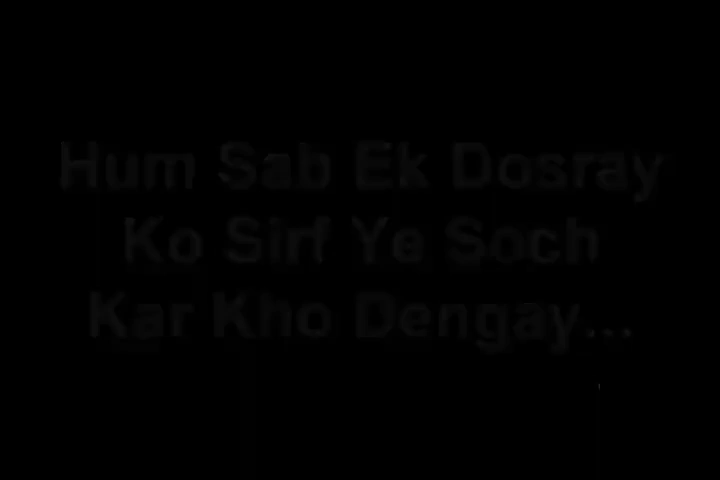 Hum Sab Ek Dosray
Ko Sirf Ye Soch
Kar Kho Dengay...